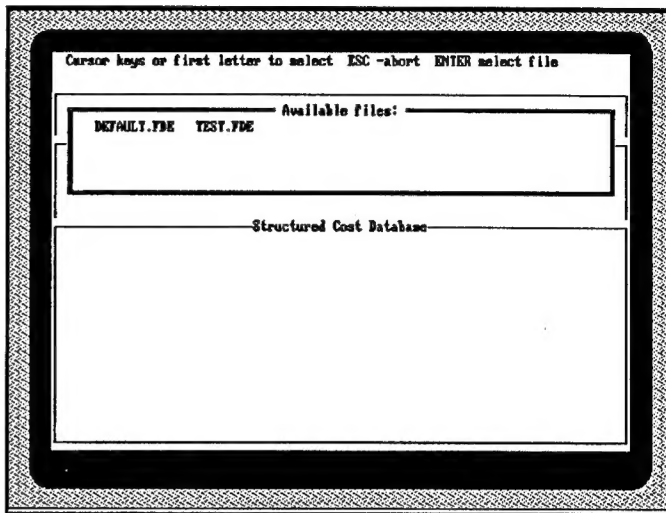 Cursor keys or first letter to select ESC -abort ENTER select file
Available files:
DEFAULT.FDE TEST.FDE
Structured Cost Database